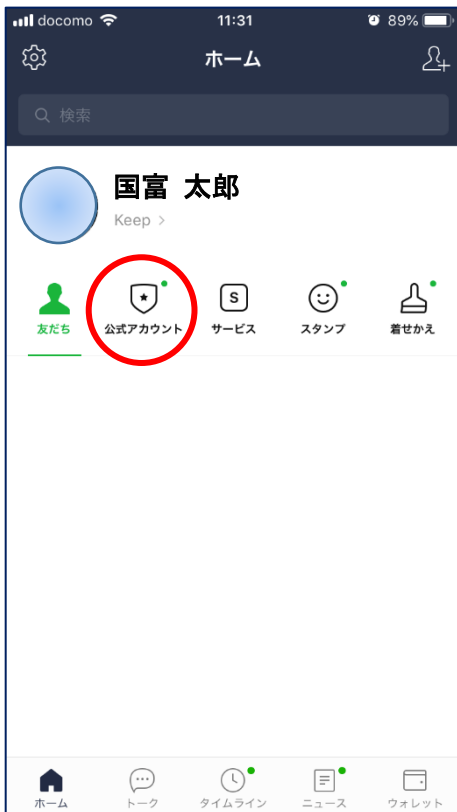 docomo 11:31 89%
ホーム
検索
国富 太郎
Keep >
友だち 公式アカウント S サービス スタンプ 着せかえ
ホーム トーク タイムライン ニュース ウォレット